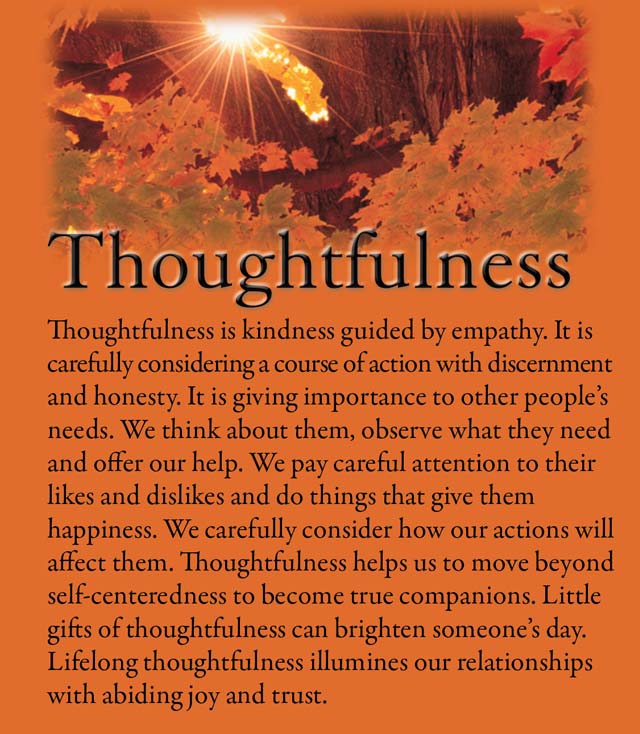 Thoughtfulness
Thoughtfulness is kindness guided by empathy. It is
carefully considering a course of action with discernment
and honesty. It is giving importance to other people's
needs. We think about them, observe what they need
and offer our help. We pay careful attention to their
likes and dislikes and do things that give them
happiness. We carefully consider how our actions will
affect them. Thoughtfulness helps us to move beyond
self-centeredness to become true companions. Little
gifts of thoughtfulness can brighten someone's day.
Lifelong thoughtfulness illumines our relationships
with abiding joy and trust.